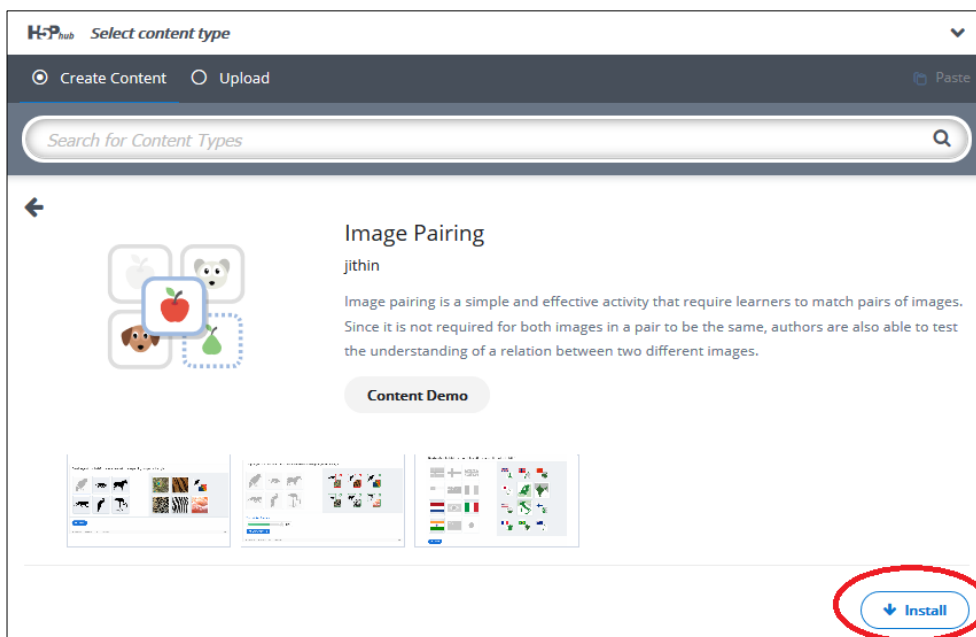 H5Phub Select content type
Create Content Upload Paste
Search for Content Types
Image Pairing
jithin
Image pairing is a simple and effective activity that require learners to match pairs of images.
Since it is not required for both images in a pair to be the same, authors are also able to test
the understanding of a relation between two different images.
Content Demo
Install